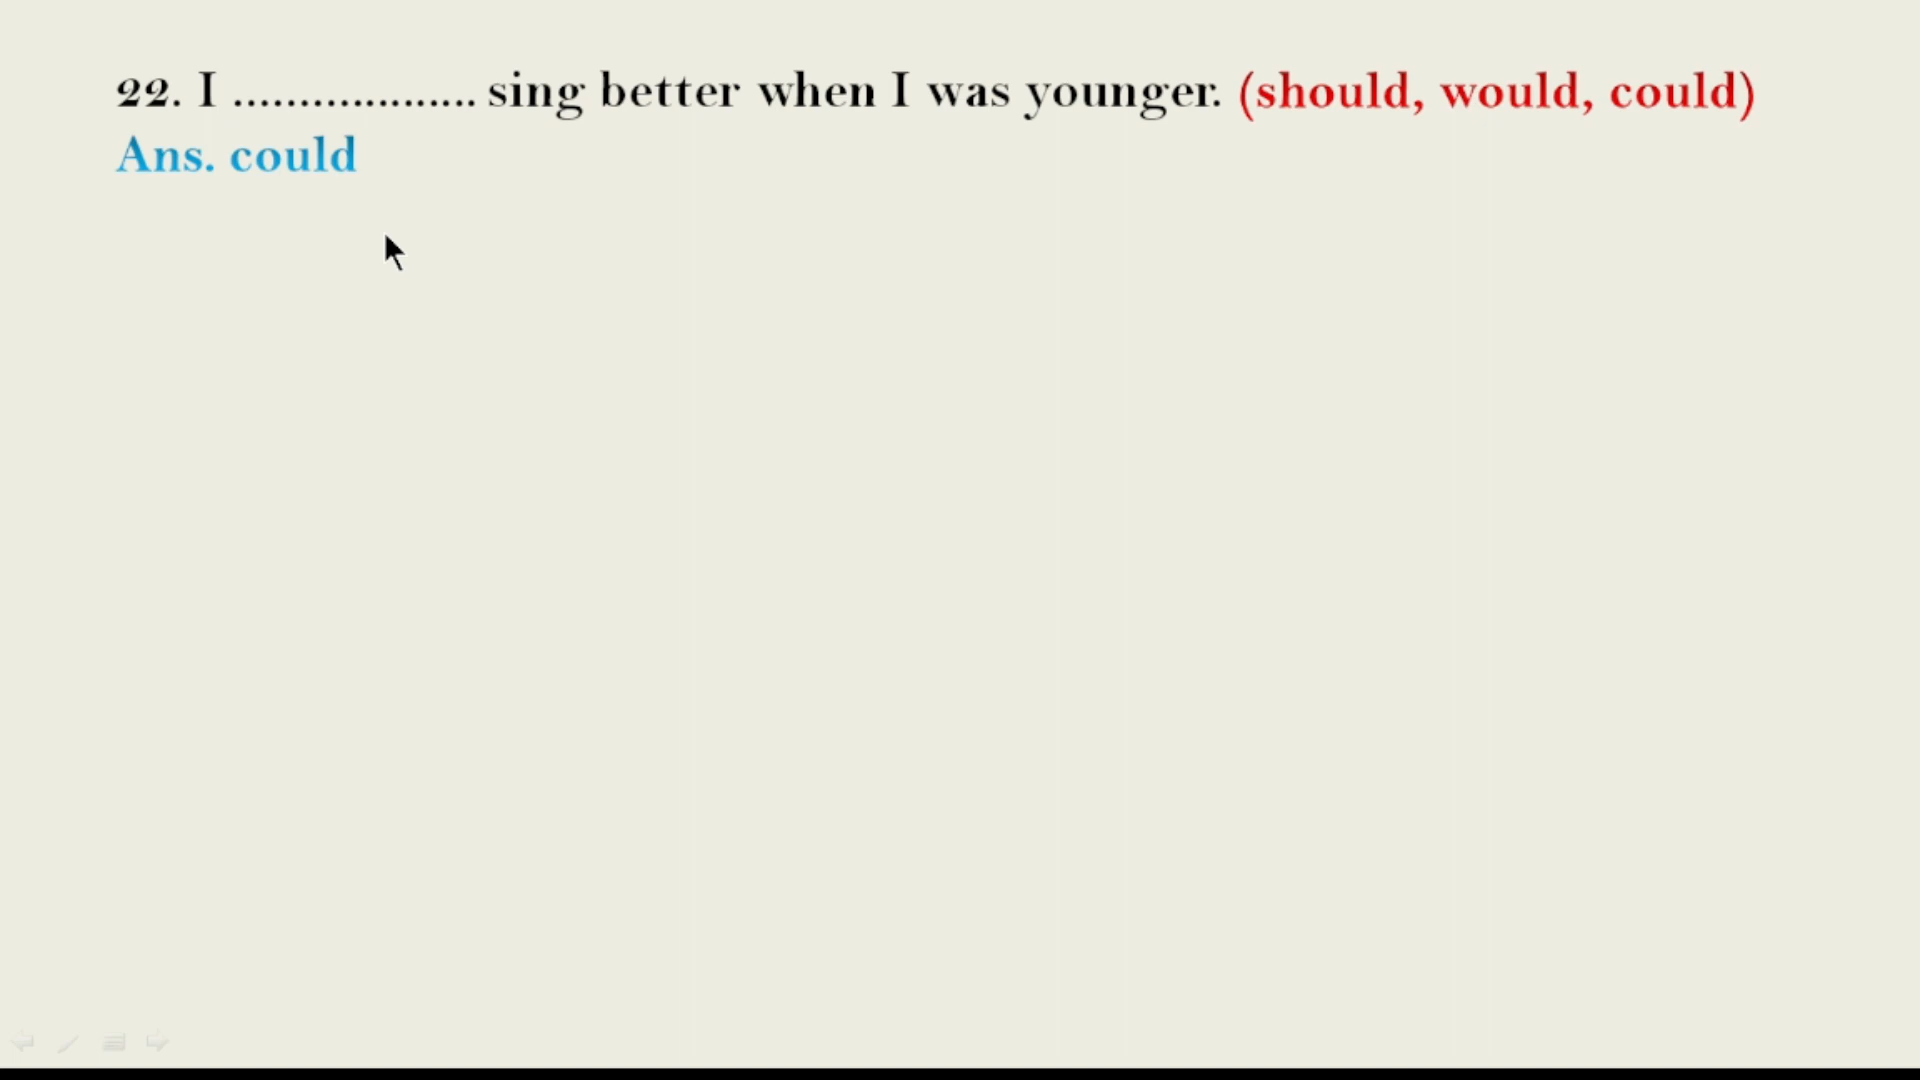 22. I ................... sing better when I was younger. (should, would, could)
Ans. could